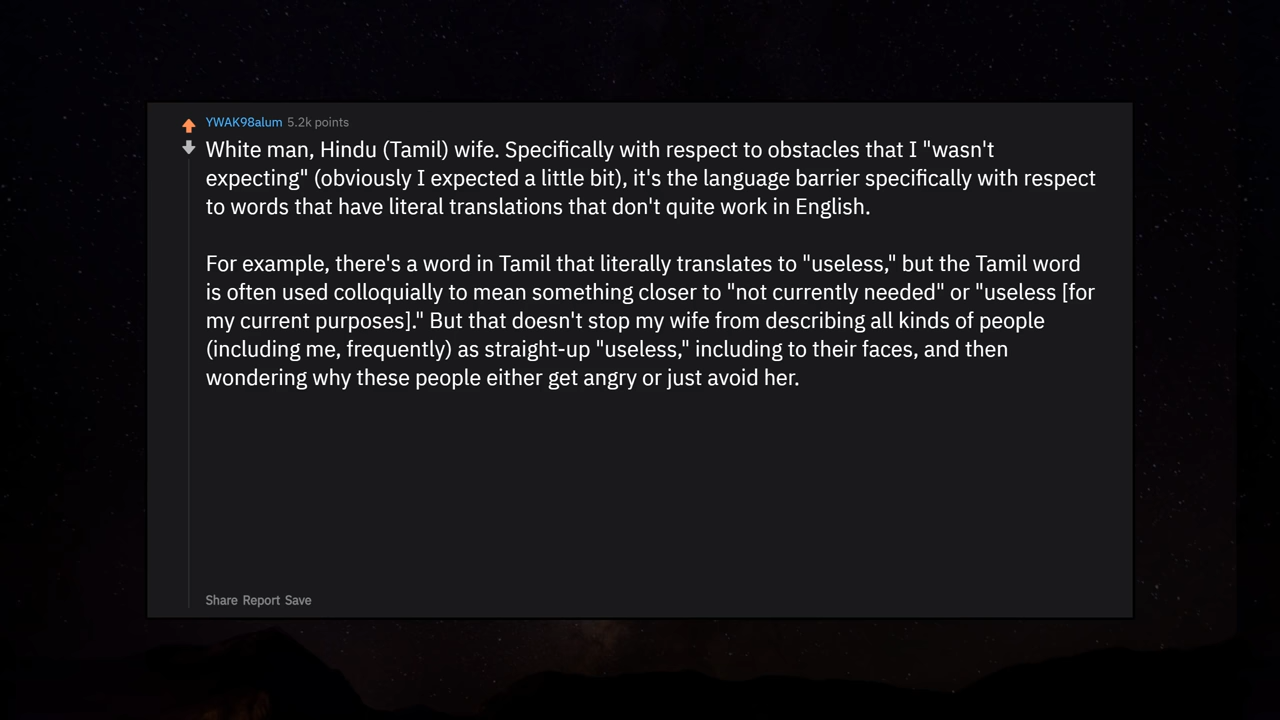 YWAK98alum 5.2k points
White man, Hindu (Tamil) wife. Specifically with respect to obstacles that I "wasn't
expecting" (obviously I expected a little bit), it's the language barrier specifically with respect
to words that have literal translations that don't quite work in English.
For example, there's a word in Tamil that literally translates to "useless," but the Tamil word
is often used colloquially to mean something closer to "not currently needed" or "useless [for
my current purposes]." But that doesn't stop my wife from describing all kinds of people
(including me, frequently) as straight-up "useless," including to their faces, and then
wondering why these people either get angry or just avoid her.
Share Report Save